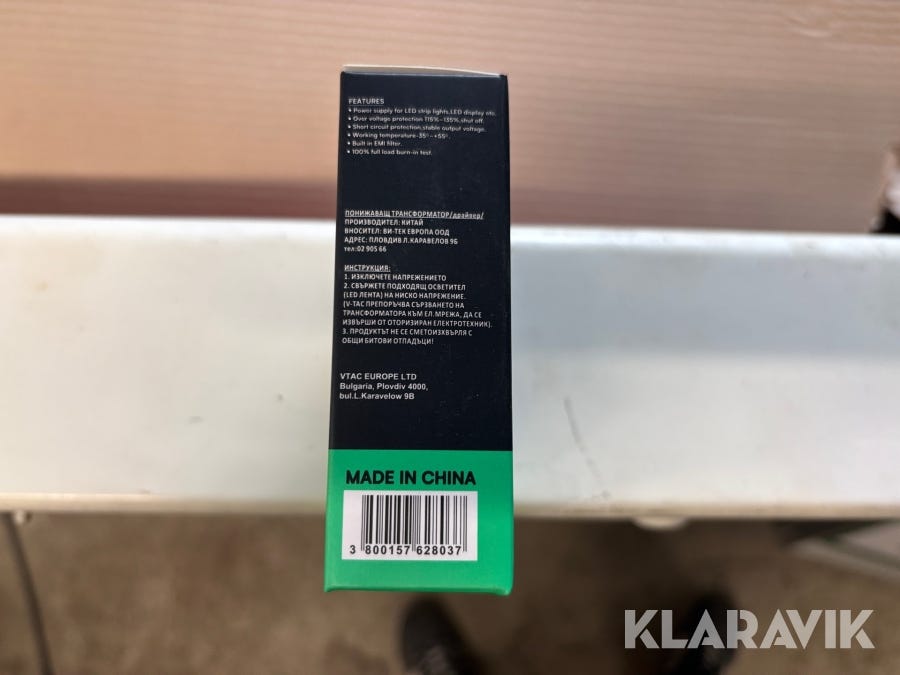 FEATURES
• Power supply for LED strip lights,LED display etc.
• Over voltage protection 115%~135%,shut off.
• Short circuit protection,stable output voltage.
• Working temperature-35°~+55°.
• Built in EMI filter.
• 100% full load burn-in test.
ПОНИЖАВАЩ ТРАНСФОРМАТОР/драйвер/
ПРОИЗВОДИТЕЛ: КИТАЙ
ВНОСИТЕЛ: ВИ-ТЕК ЕВРОПА ООД
АДРЕС: ПЛОВДИВ Л.КАРАВЕЛОВ 9Б
тел:02 905 66
ИНСТРУКЦИЯ:
1. ИЗКЛЮЧЕТЕ НАПРЕЖЕНИЕТО
2. СВЪРЖЕТЕ ПОДХОДЯЩ ОСВЕТИТЕЛ
(LED ЛЕНТА) НА НИСКО НАПРЕЖЕНИЕ.
(V-TAC ПРЕПОРЪЧВА СЪРЗВАНЕТО НА
ТРАНСФОРМАТОРА КЪМ ЕЛ.МРЕЖА, ДА СЕ
ИЗВЪРШИ ОТ ОТОРИЗИРАН ЕЛЕКТРОТЕХНИК).
3. ПРОДУКТЪТ НЕ СЕ СМЕТОИЗХВЪРЛЯ С
ОБЩИ БИТОВИ ОТПАДЪЦИ!
VTAC EUROPE LTD
Bulgaria, Plovdiv 4000,
bul.L.Karavelow 9B
MADE IN CHINA
3 800157 628037
KLARAVIK